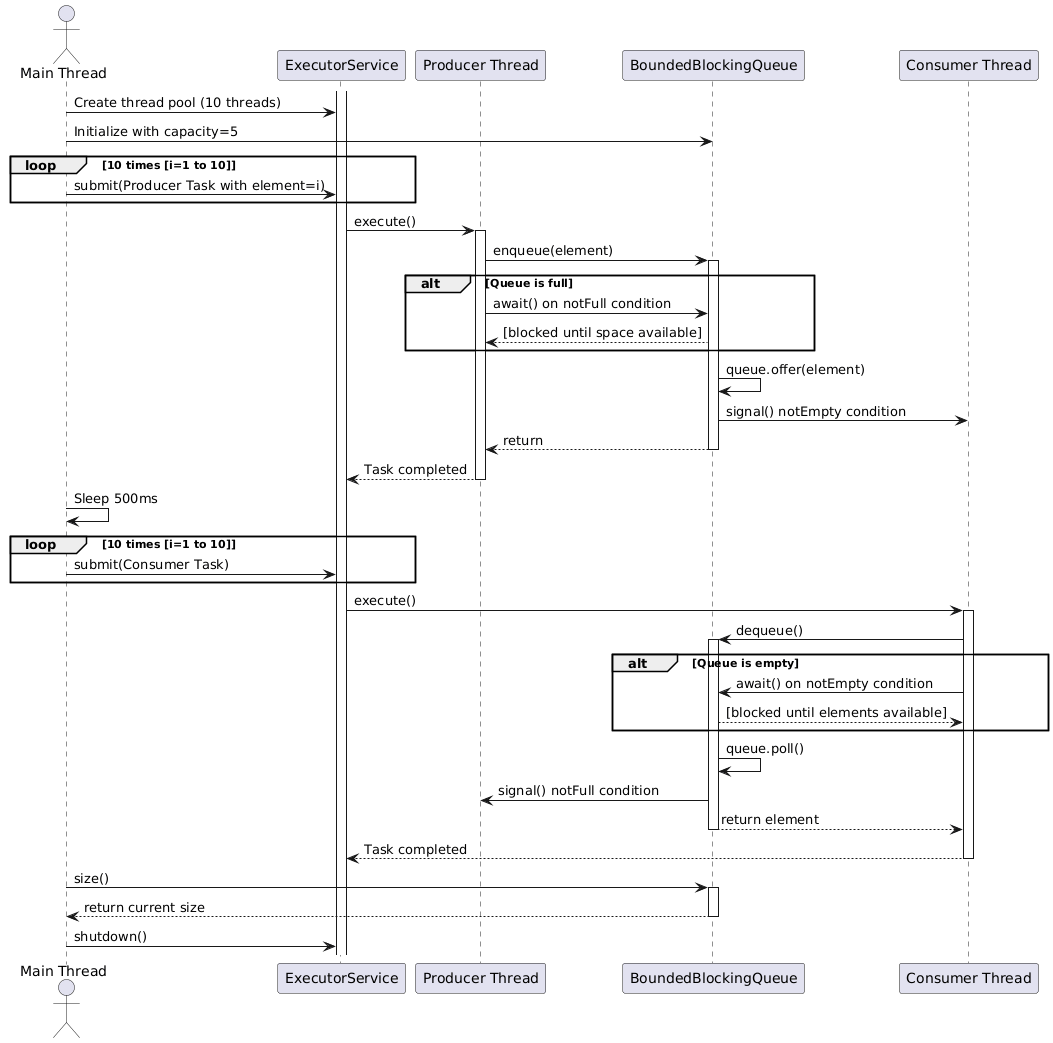 Main Thread
ExecutorService
Producer Thread
BoundedBlockingQueue
Consumer Thread
Create thread pool (10 threads)
Initialize with capacity=5
loop [10 times [i=1 to 10]]
submit(Producer Task with element=i)
execute()
enqueue(element)
alt [Queue is full]
await() on notFull condition
[blocked until space available]
queue.offer(element)
signal() notEmpty condition
return
Task completed
Sleep 500ms
loop [10 times [i=1 to 10]]
submit(Consumer Task)
execute()
dequeue()
alt [Queue is empty]
await() on notEmpty condition
[blocked until elements available]
queue.poll()
signal() notFull condition
return element
Task completed
size()
return current size
shutdown()
Main Thread
ExecutorService
Producer Thread
BoundedBlockingQueue
Consumer Thread